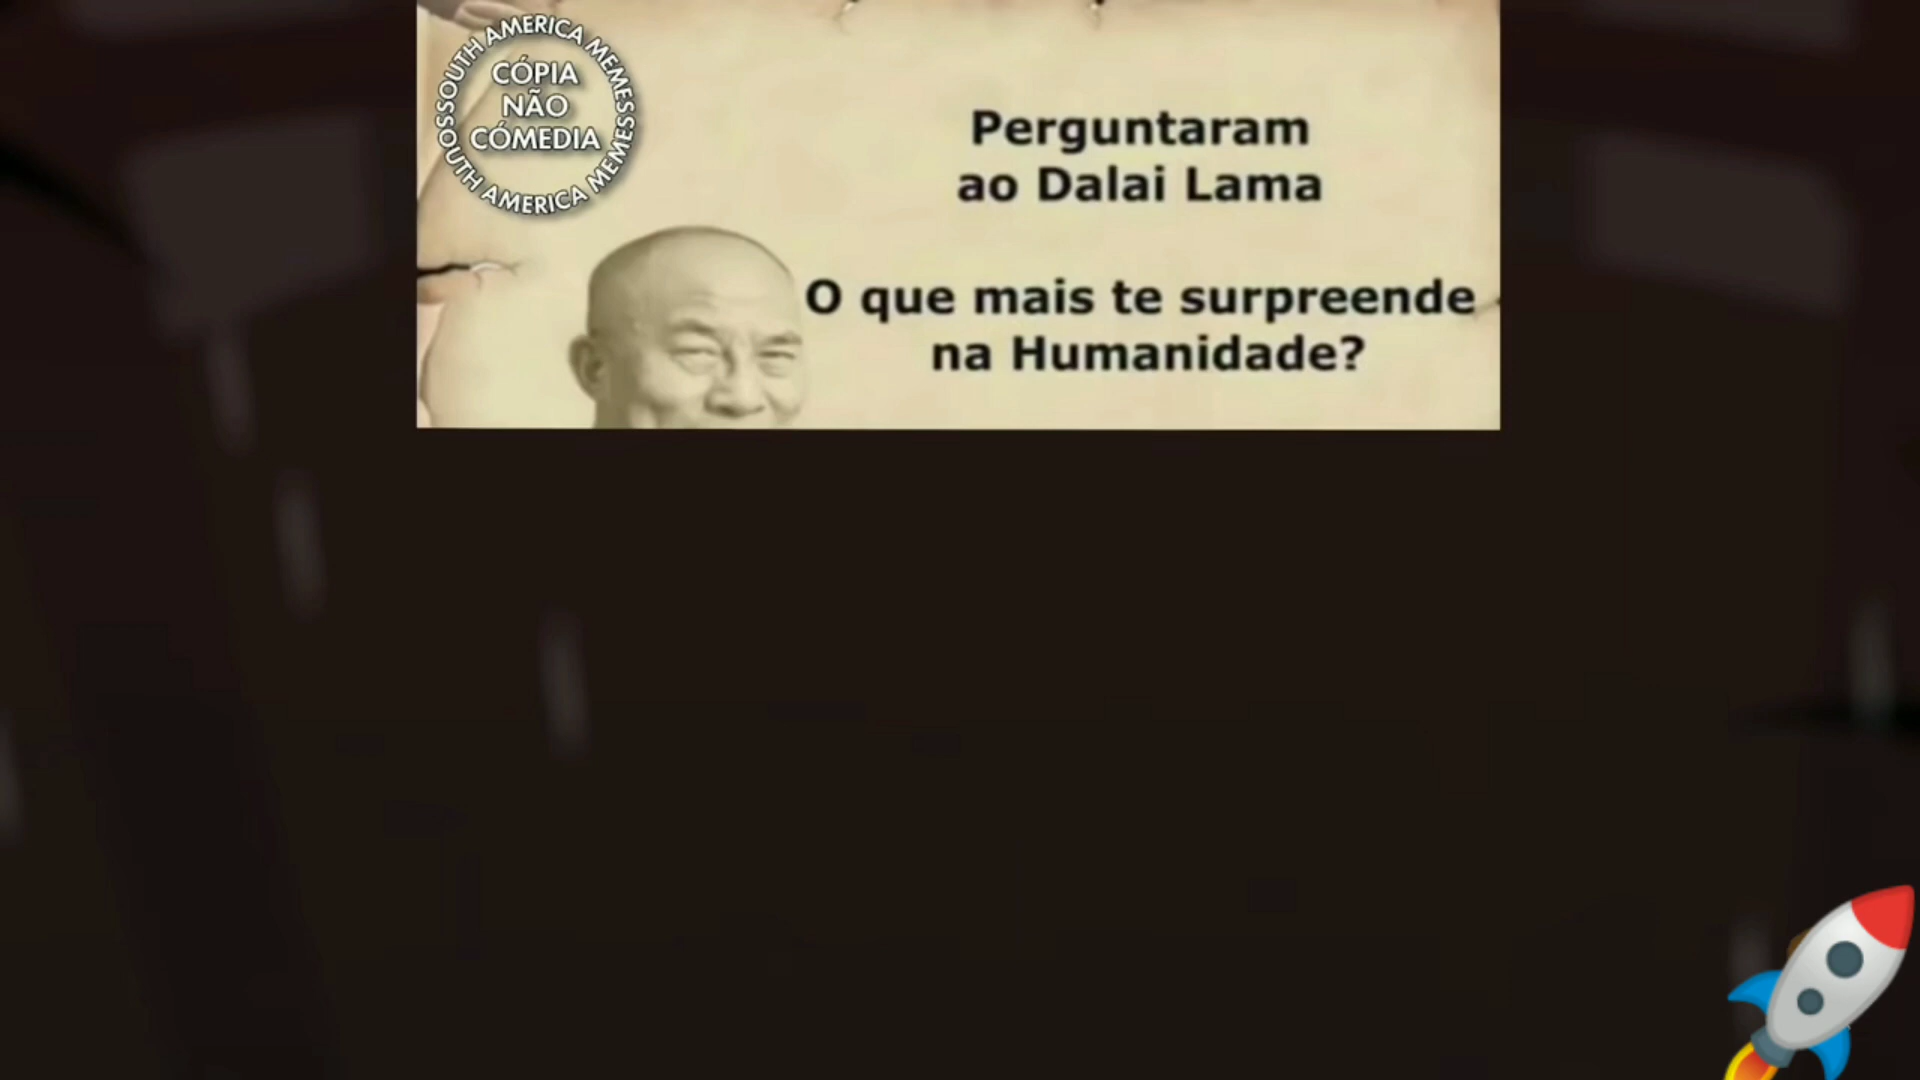 SOUTH AMERICA MEMES
CÓPIA
NÃO
CÓMEDIA
SOUTH AMERICA MEMES
Perguntaram
ao Dalai Lama
O que mais te surpreende
na Humanidade?